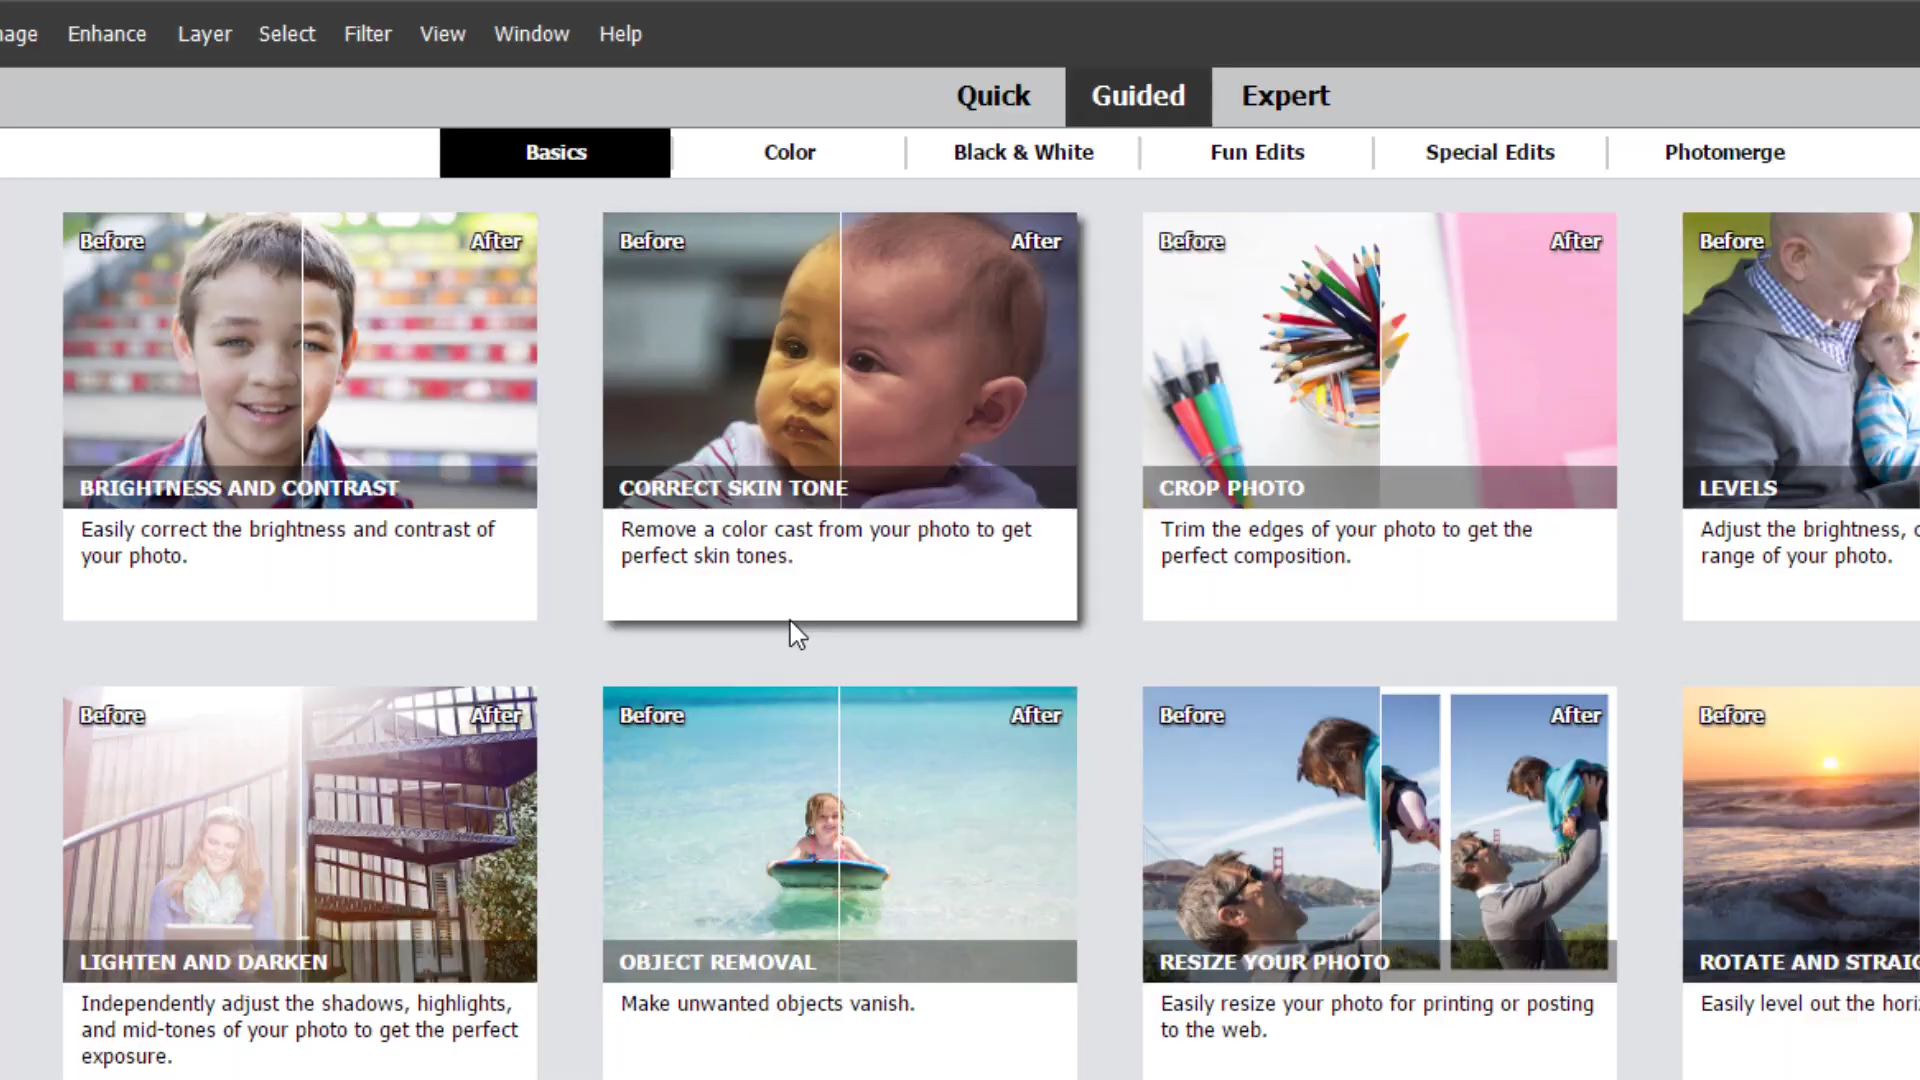 Enhance Layer Select Filter View Window Help
Quick Guided Expert
Basics Color Black & White Fun Edits Special Edits Photomerge
Before After
BRIGHTNESS AND CONTRAST
Easily correct the brightness and contrast of
your photo.
Before After
CORRECT SKIN TONE
Remove a color cast from your photo to get
perfect skin tones.
Before After
CROP PHOTO
Trim the edges of your photo to get the
perfect composition.
Before
LEVELS
Adjust the brightness,
range of your photo.
Before After
LIGHTEN AND DARKEN
Independently adjust the shadows, highlights,
and mid-tones of your photo to get the perfect
exposure.
Before After
OBJECT REMOVAL
Make unwanted objects vanish.
Before After
RESIZE YOUR PHOTO
Easily resize your photo for printing or posting
to the web.
Before
ROTATE AND
Easily level out the